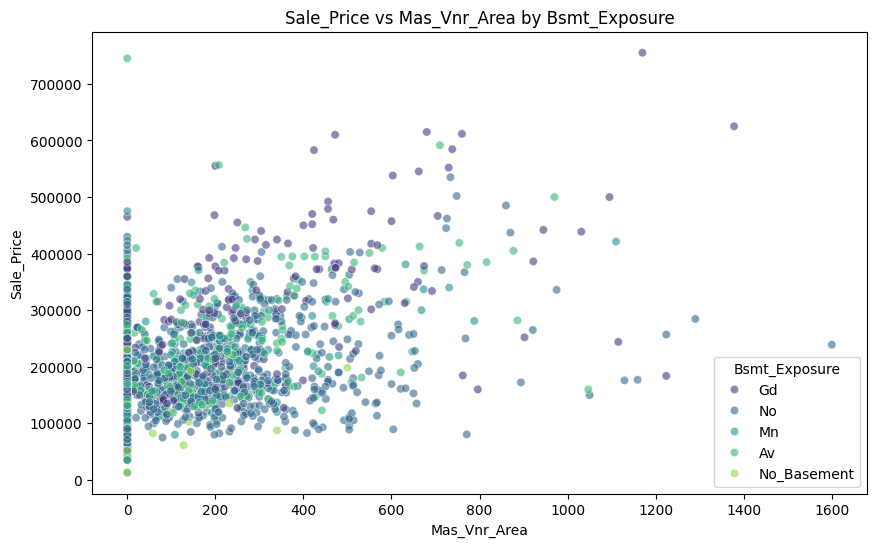 Sale_Price vs Mas_Vnr_Area by Bsmt_Exposure
Sale_Price
700000
600000
500000
400000
300000
200000
100000
0
0 200 400 600 800 1000 1200 1400 1600
Mas_Vnr_Area
Bsmt_Exposure
Gd
No
Mn
Av
No_Basement